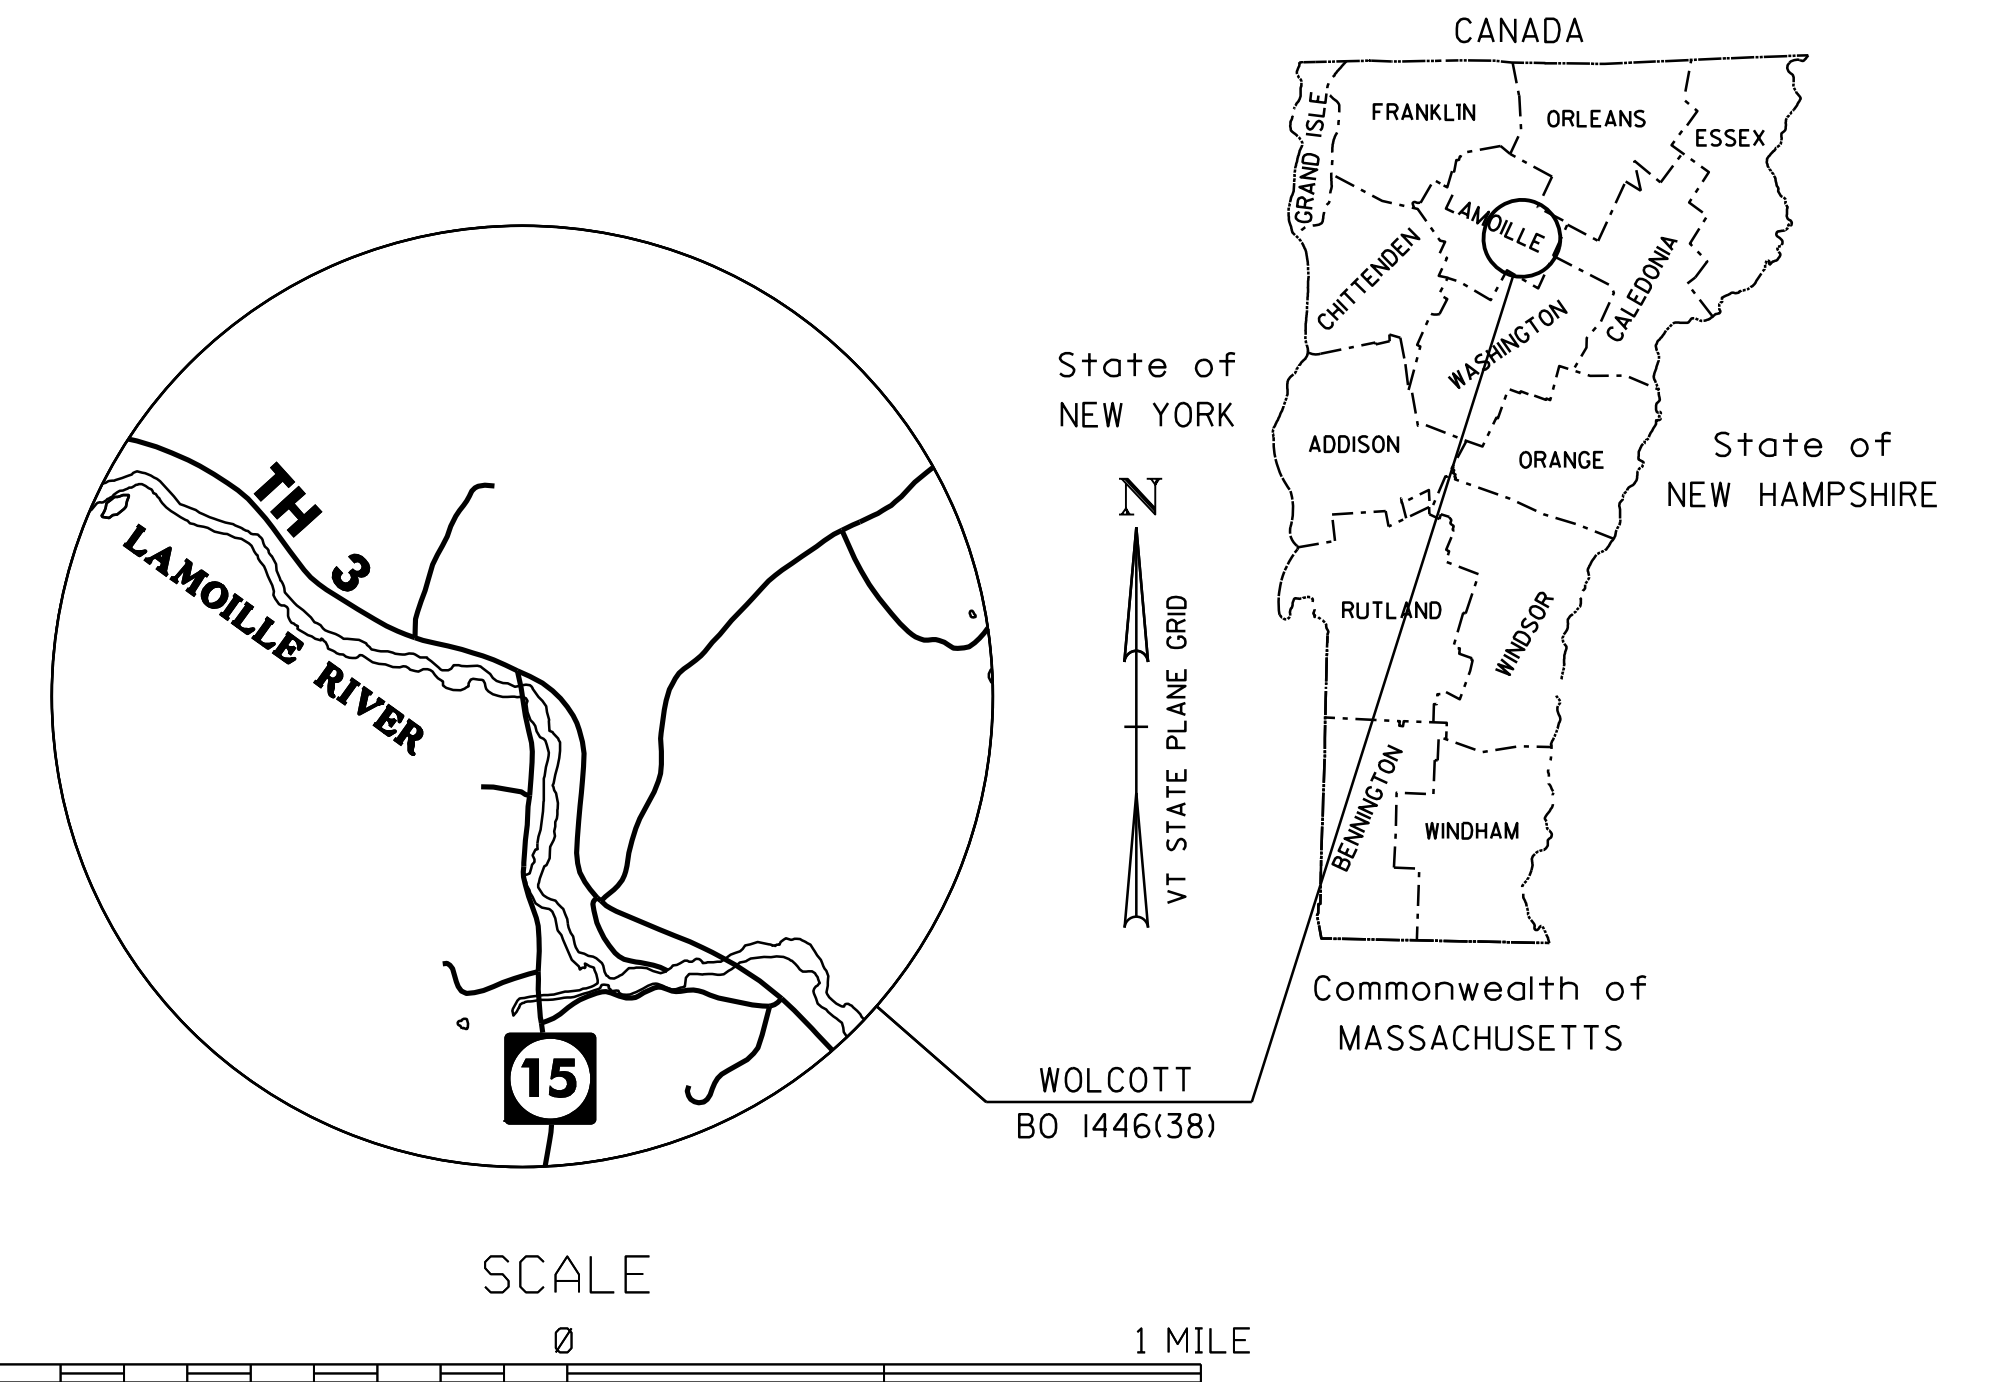 CANADA
FRANKLIN
ORLEANS
ESSEX
GRAND ISLE
LAMOILLE
CHITTENDEN
CALEDONIA
WASHINGTON
State of
NEW YORK
ADDISON
ORANGE
State of
NEW HAMPSHIRE
TH 3
LAMOILLE RIVER
N
VT STATE PLANE GRID
RUTLAND
WINDSOR
BENNINGTON
WINDHAM
Commonwealth of
MASSACHUSETTS
15
WOLCOTT
BO 1446(38)
SCALE
0
1 MILE